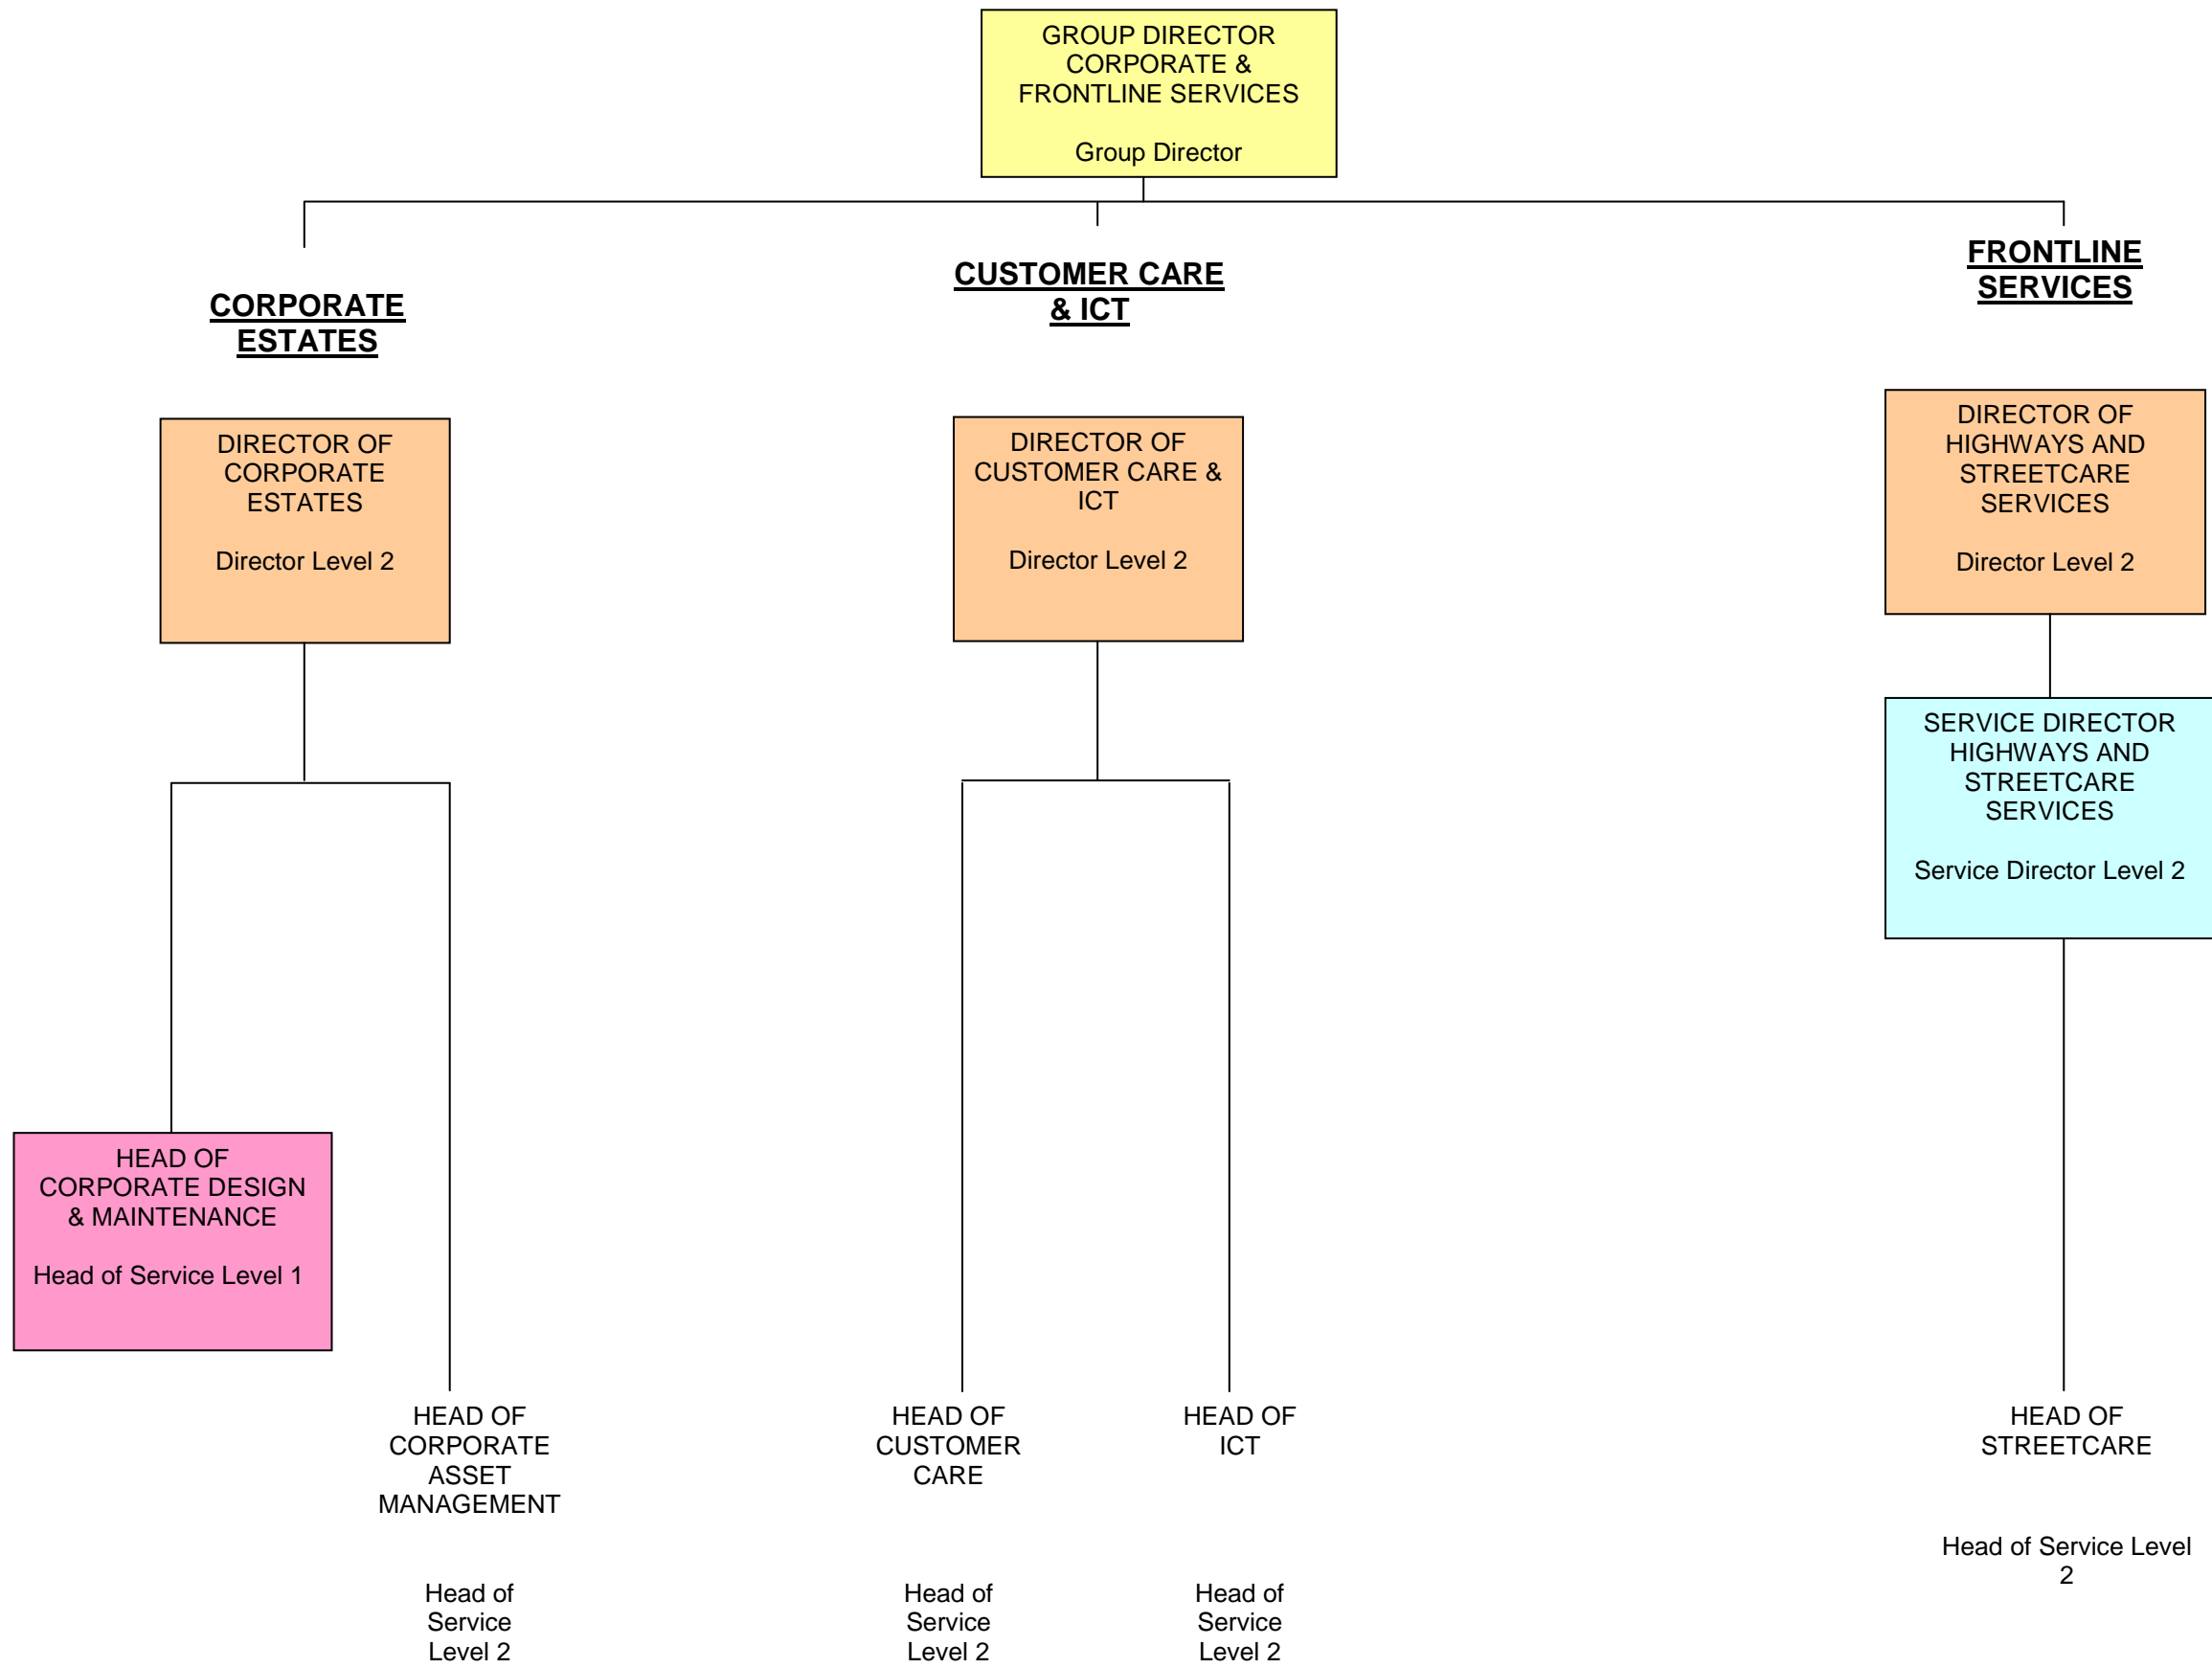 GROUP DIRECTOR
CORPORATE &
FRONTLINE SERVICES
Group Director
CORPORATE
ESTATES
CUSTOMER CARE
& ICT
FRONTLINE
SERVICES
DIRECTOR OF
CORPORATE
ESTATES
Director Level 2
DIRECTOR OF
CUSTOMER CARE &
ICT
Director Level 2
DIRECTOR OF
HIGHWAYS AND
STREETCARE
SERVICES
Director Level 2
SERVICE DIRECTOR
HIGHWAYS AND
STREETCARE
SERVICES
Service Director Level 2
HEAD OF
CORPORATE DESIGN
& MAINTENANCE
Head of Service Level 1
HEAD OF
CORPORATE
ASSET
MANAGEMENT
Head of
Service
Level 2
HEAD OF
CUSTOMER
CARE
Head of
Service
Level 2
HEAD OF
ICT
Head of
Service
Level 2
HEAD OF
STREETCARE
Head of Service Level
2